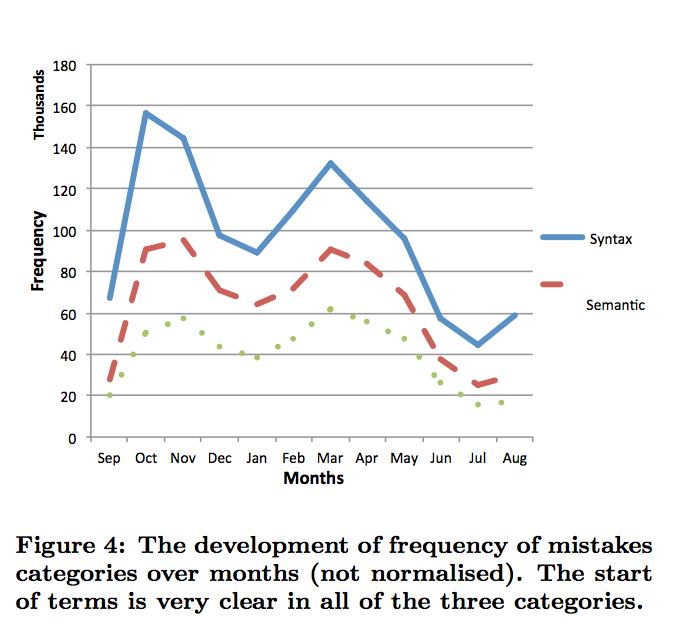 180
Thousands
160
140
120
100
80
60
40
20
0
Frequency
Syntax
Semantic
Sep Oct Nov Dec Jan Feb Mar Apr May Jun Jul Aug
Months
Figure 4: The development of frequency of mistakes
categories over months (not normalised). The start
of terms is very clear in all of the three categories.